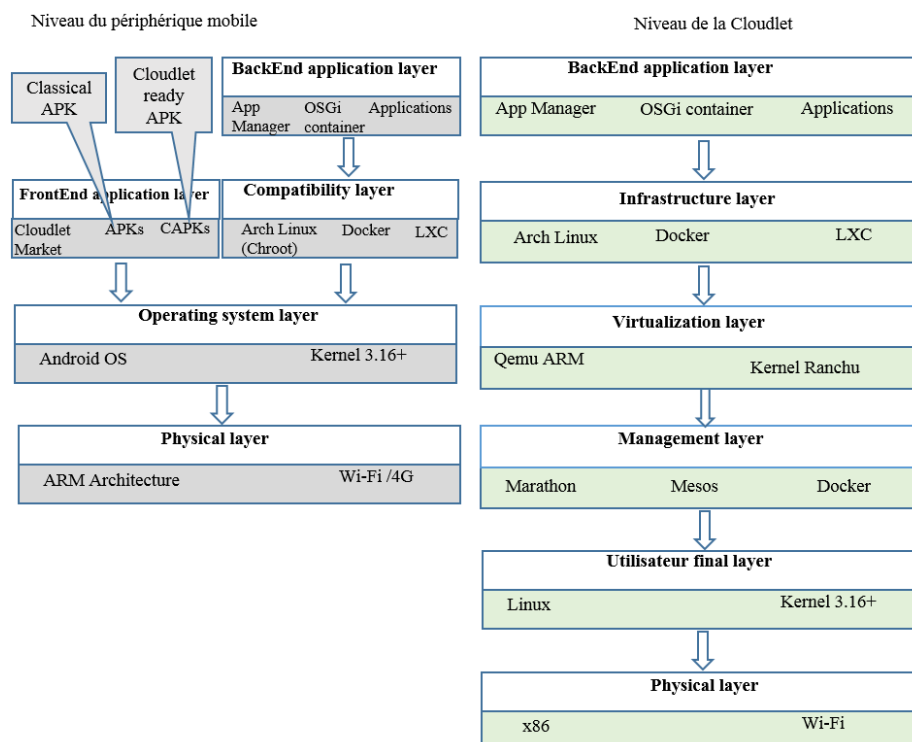 Niveau du périphérique mobile
Classical
APK
Cloudlet
ready
APK
BackEnd application layer
App
Manager
OSGi
container
Applications
FrontEnd application layer
Cloudlet
Market
APKs
CAPKs
Compatibility layer
Arch Linux
(Chroot)
Docker
LXC
Operating system layer
Android OS
Kernel 3.16+
Physical layer
ARM Architecture
Wi-Fi /4G
Niveau de la Cloudlet
BackEnd application layer
App Manager
OSGi container
Applications
Infrastructure layer
Arch Linux
Docker
LXC
Virtualization layer
Qemu ARM
Kernel Ranchu
Management layer
Marathon
Mesos
Docker
Utilisateur final layer
Linux
Kernel 3.16+
Physical layer
x86
Wi-Fi